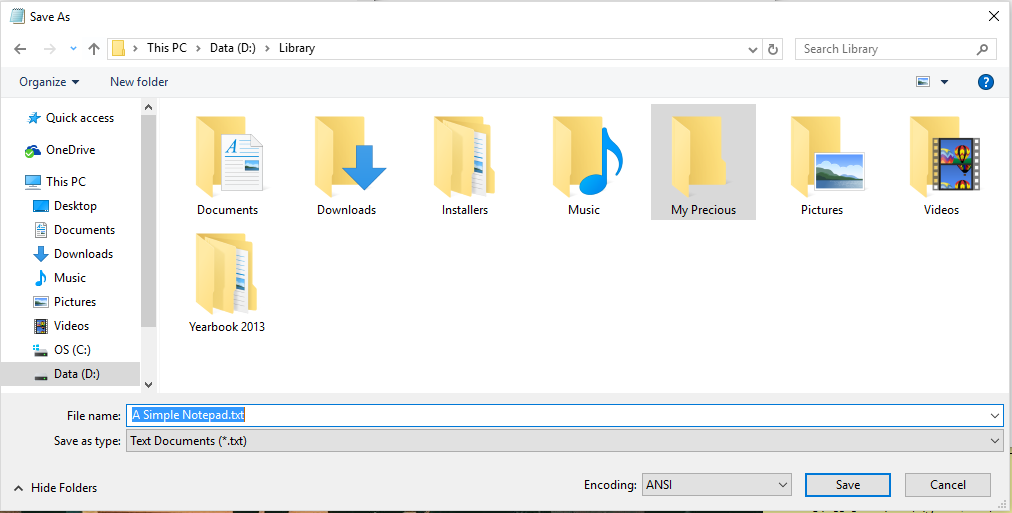 Save As
This PC
Data (D:)
Library
Search Library
Organize
New folder
?
Quick access
OneDrive
This PC
Desktop
Documents
Downloads
Music
Pictures
Videos
OS (C:)
Data (D:)
Documents
Downloads
Installers
Music
My Precious
Pictures
Videos
Yearbook 2013
File name: A Simple Notepad.txt
Save as type: Text Documents (*.txt)
Hide Folders
Encoding: ANSI
Save
Cancel